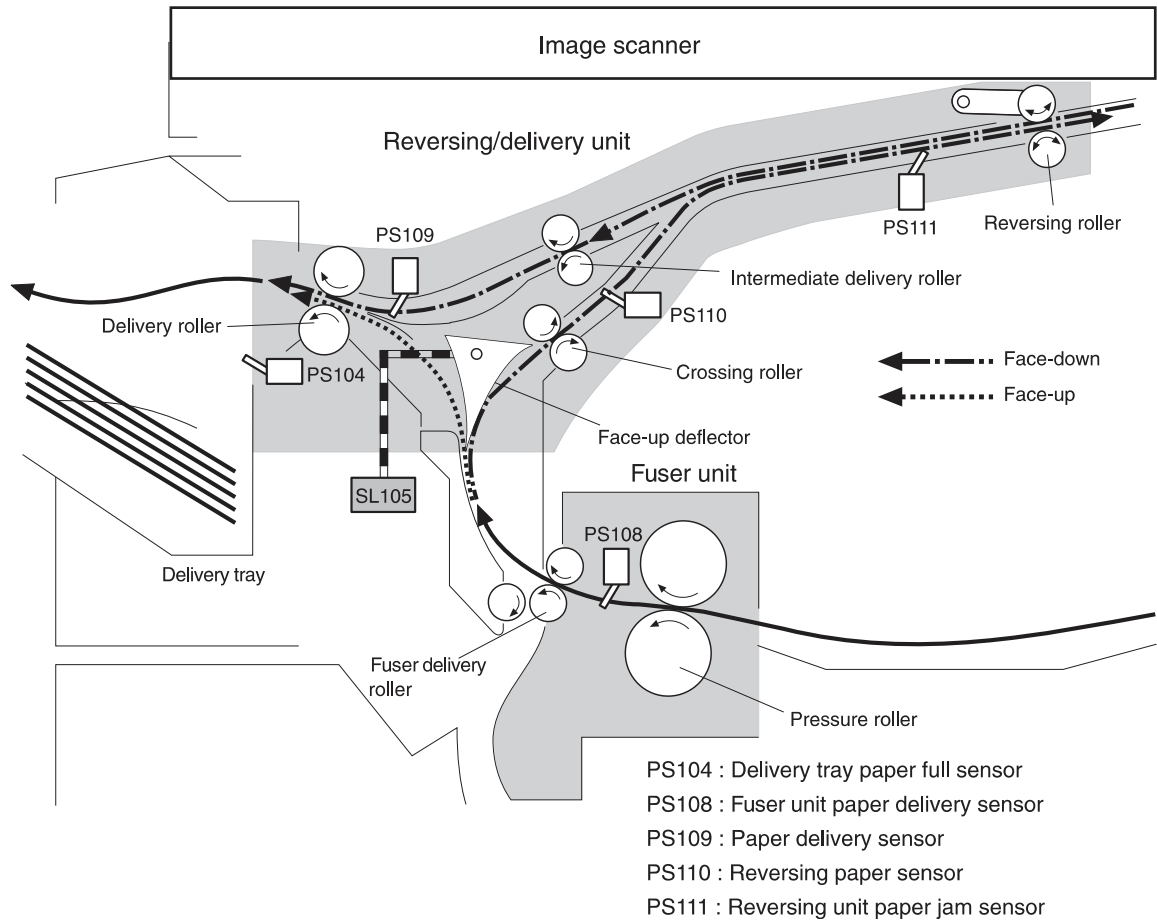 Image scanner
Reversing/delivery unit
PS109
PS111
Reversing roller
Intermediate delivery roller
Delivery roller
PS110
PS104
Crossing roller
Face-down
Face-up
Face-up deflector
Fuser unit
SL105
PS108
Delivery tray
Fuser delivery
roller
Pressure roller
PS104 : Delivery tray paper full sensor
PS108 : Fuser unit paper delivery sensor
PS109 : Paper delivery sensor
PS110 : Reversing paper sensor
PS111 : Reversing unit paper jam sensor